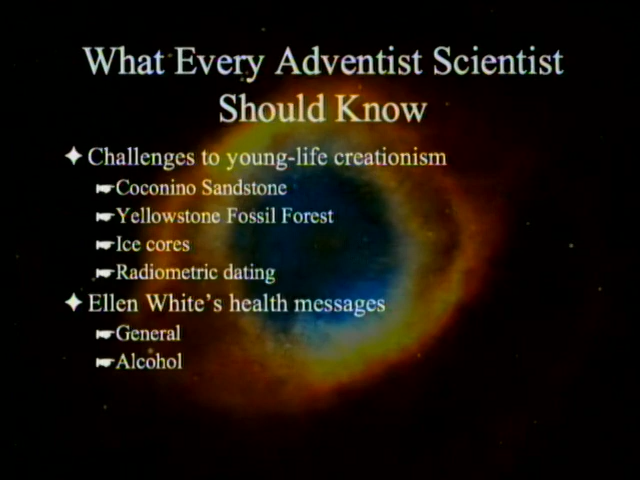 What Every Adventist Scientist
Should Know
Challenges to young-life creationism
Coconino Sandstone
Yellowstone Fossil Forest
Ice cores
Radiometric dating
Ellen White's health messages
General
Alcohol